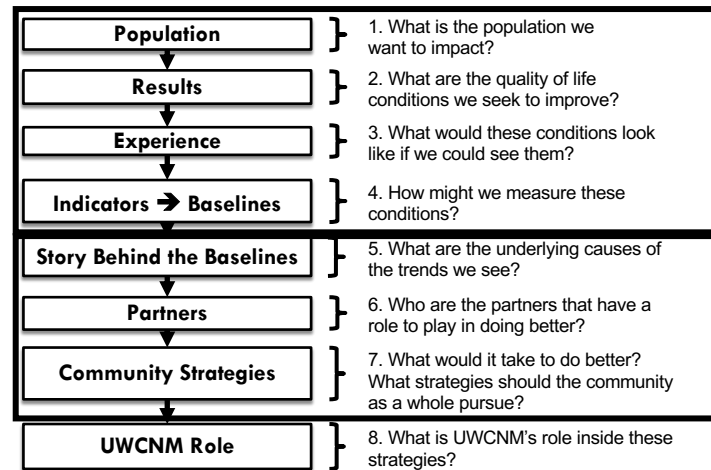 Population
1. What is the population we
want to impact?
Results
2. What are the quality of life
conditions we seek to improve?
Experience
3. What would these conditions look
like if we could see them?
Indicators ➔ Baselines
4. How might we measure these
conditions?
Story Behind the Baselines
5. What are the underlying causes of
the trends we see?
Partners
6. Who are the partners that have a
role to play in doing better?
Community Strategies
7. What would it take to do better?
What strategies should the community
as a whole pursue?
UWCNM Role
8. What is UWCNM’s role inside these
strategies?